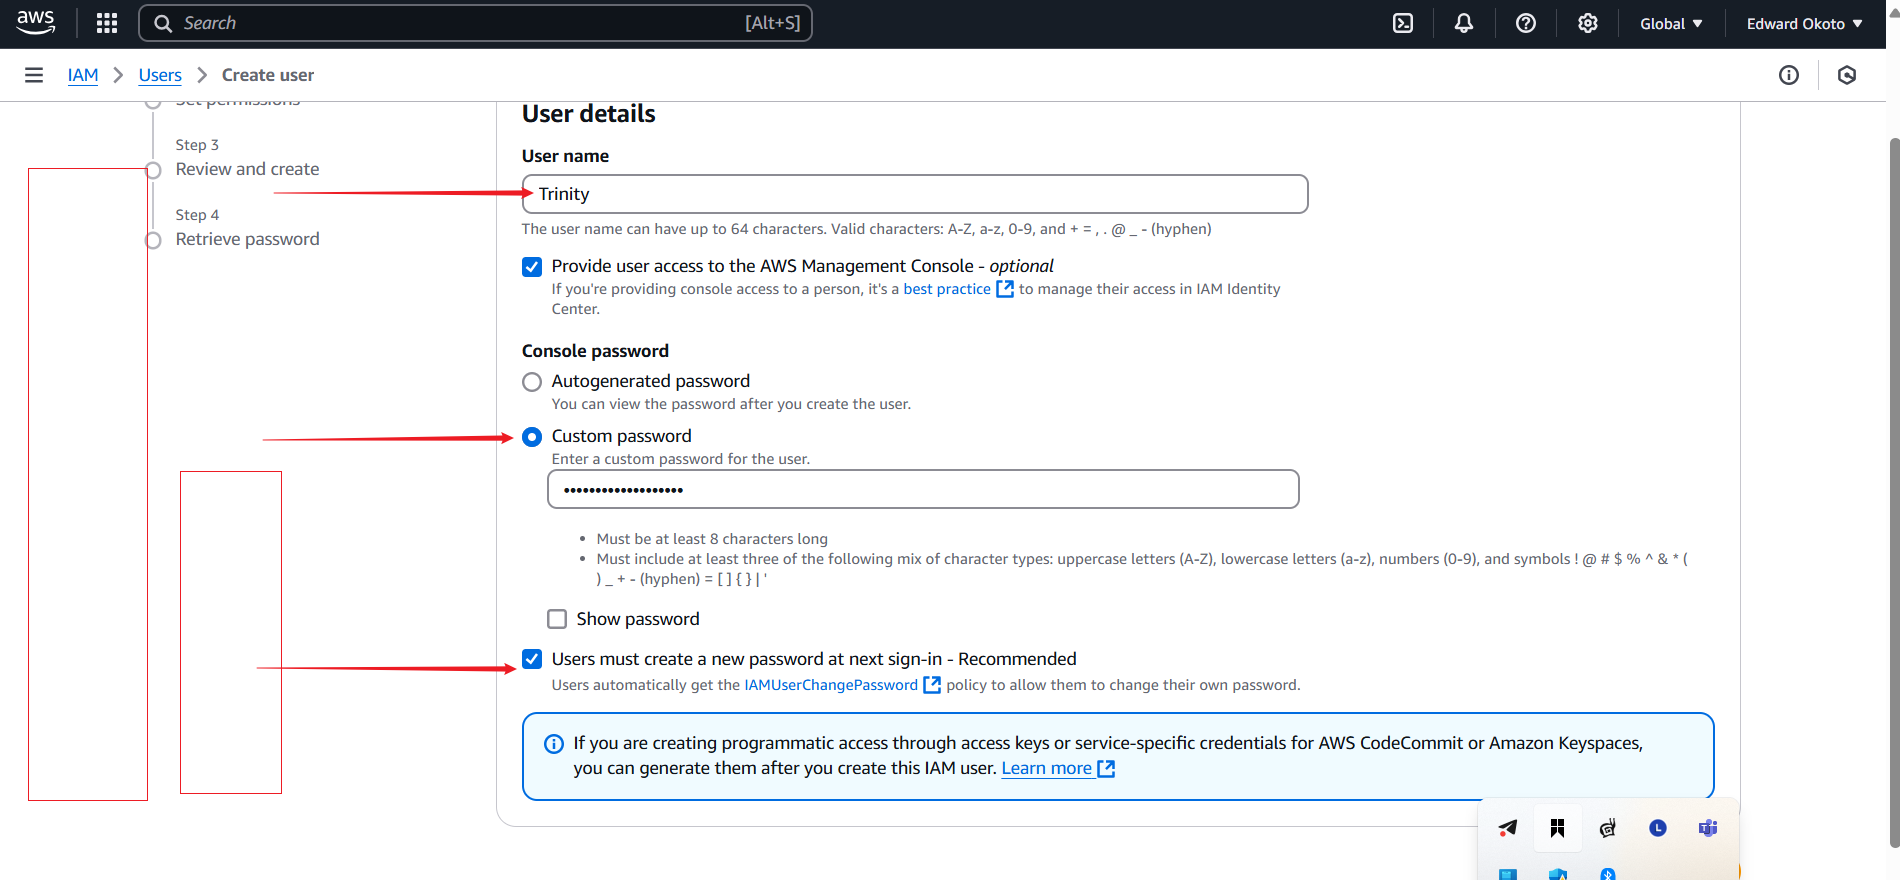 aws
Search [Alt+S]
Global
Edward Okoto
IAM
Users
Create user
Set permissions
Step 3
Review and create
Step 4
Retrieve password
User details
User name
Trinity
The user name can have up to 64 characters. Valid characters: A-Z, a-z, 0-9, and + = , . @ _ - (hyphen)
Provide user access to the AWS Management Console - optional
If you're providing console access to a person, it's a best practice to manage their access in IAM Identity
Center.
Console password
Autogenerated password
You can view the password after you create the user.
Custom password
Enter a custom password for the user.
•••••••••••••••••••
• Must be at least 8 characters long
• Must include at least three of the following mix of character types: uppercase letters (A-Z), lowercase letters (a-z), numbers (0-9), and symbols ! @ # $ % ^ & * (
) _ + - (hyphen) = [ ] { } | '
Show password
Users must create a new password at next sign-in - Recommended
Users automatically get the IAMUserChangePassword policy to allow them to change their own password.
If you are creating programmatic access through access keys or service-specific credentials for AWS CodeCommit or Amazon Keyspaces,
you can generate them after you create this IAM user. Learn more
L